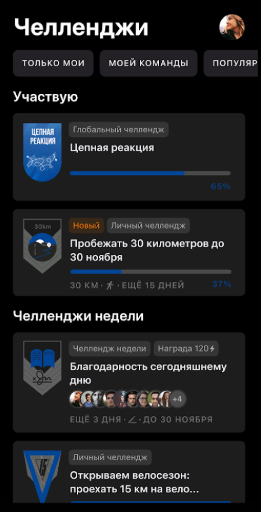 Челленджи
ТОЛЬКО МОИ
МОЕЙ КОМАНДЫ
ПОПУЛЯР
Участвую
ЦЕПНАЯ
РЕАКЦИЯ
Глобальный челлендж
Цепная реакция
65%
30km
Новый
Личный челлендж
Пробежать 30 километров до
30 ноября
30 КМ · · ЕЩЁ 15 ДНЕЙ
37%
Челленджи недели
Челлендж недели
Награда 120
Благодарность сегодняшнему
дню
+4
ЕЩЁ 3 ДНЯ · · ДО 30 НОЯБРЯ
Личный челлендж
15
Открываем велосезон:
проехать 15 км на вело...